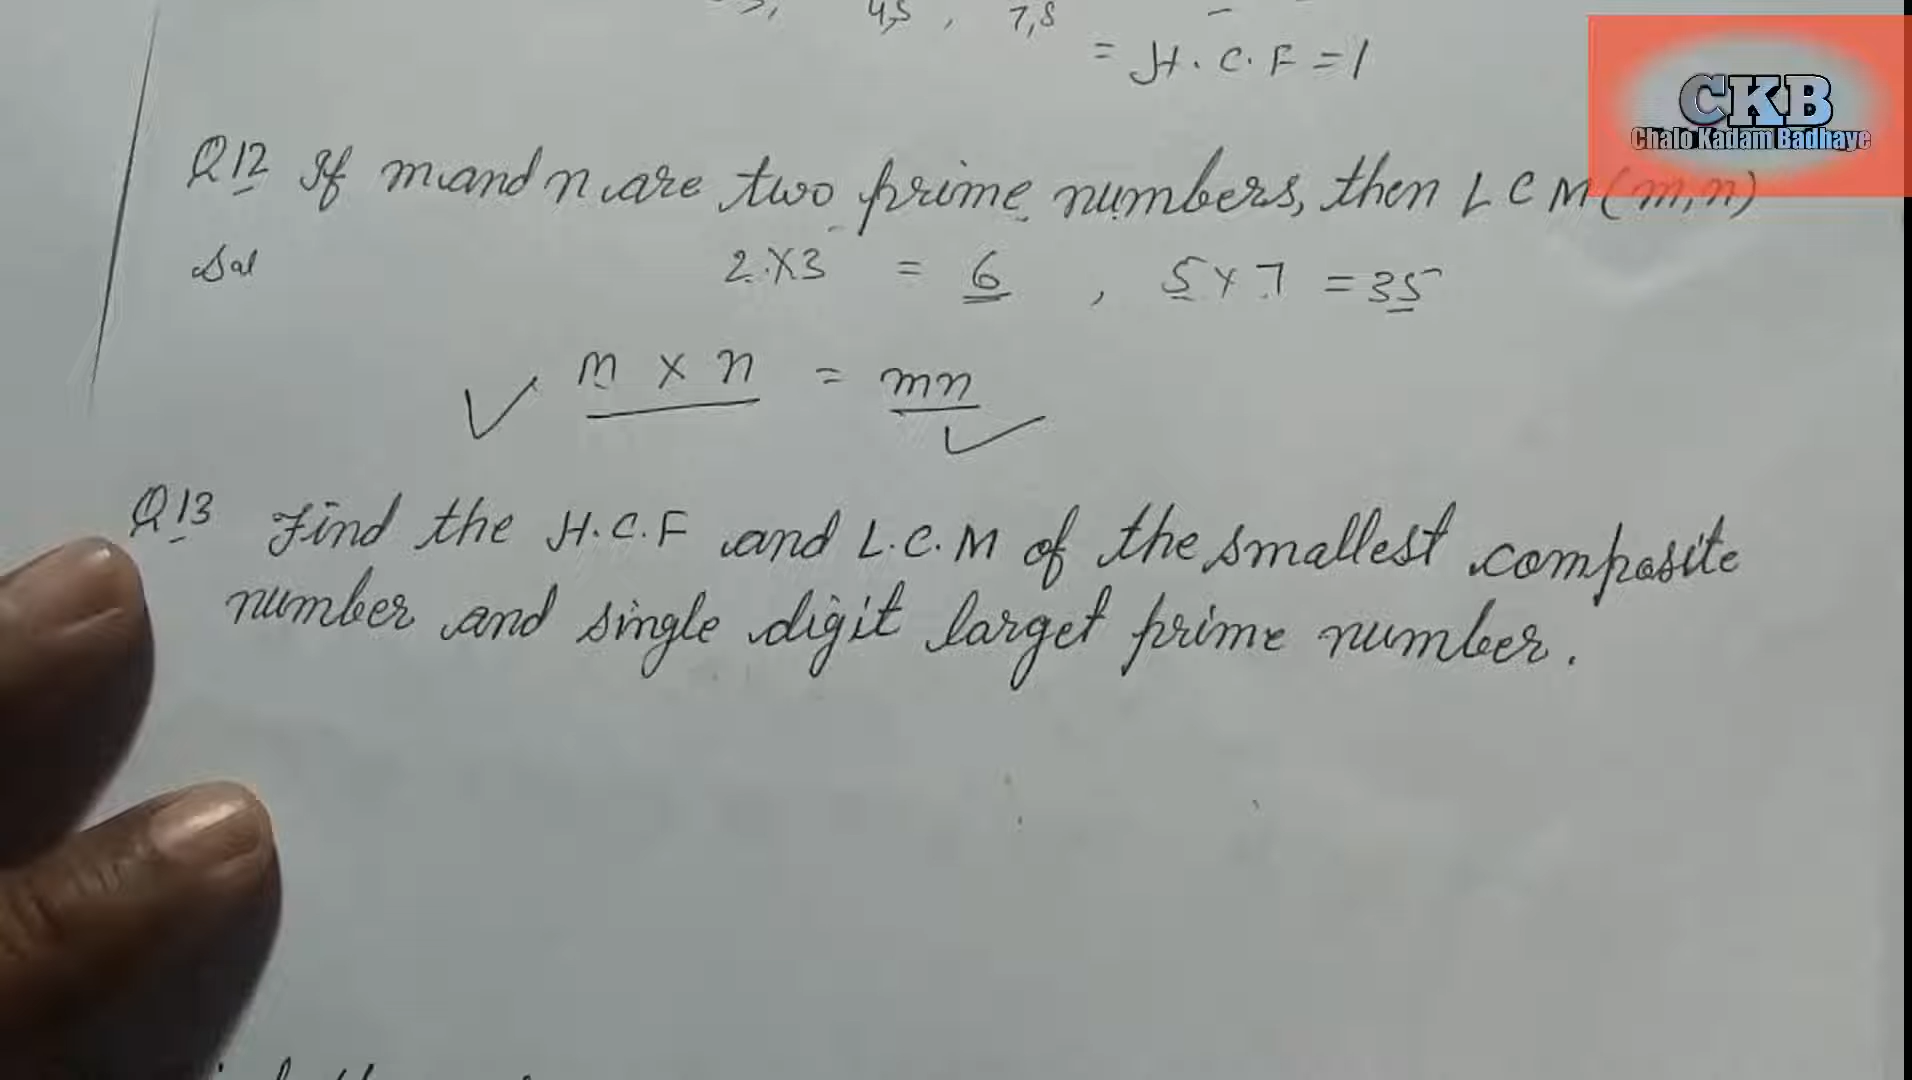 4,5 , 7,8
= H.C.F = 1
CKB
Chalo Kadam Badhaye
Q12 If m and n are two prime numbers, then LCM (m,n)
Sol 2×3 = 6 , 5×7 = 35
m × n = mn
Q13 Find the H.C.F and L.C.M of the smallest composite
number and single digit larget prime number.